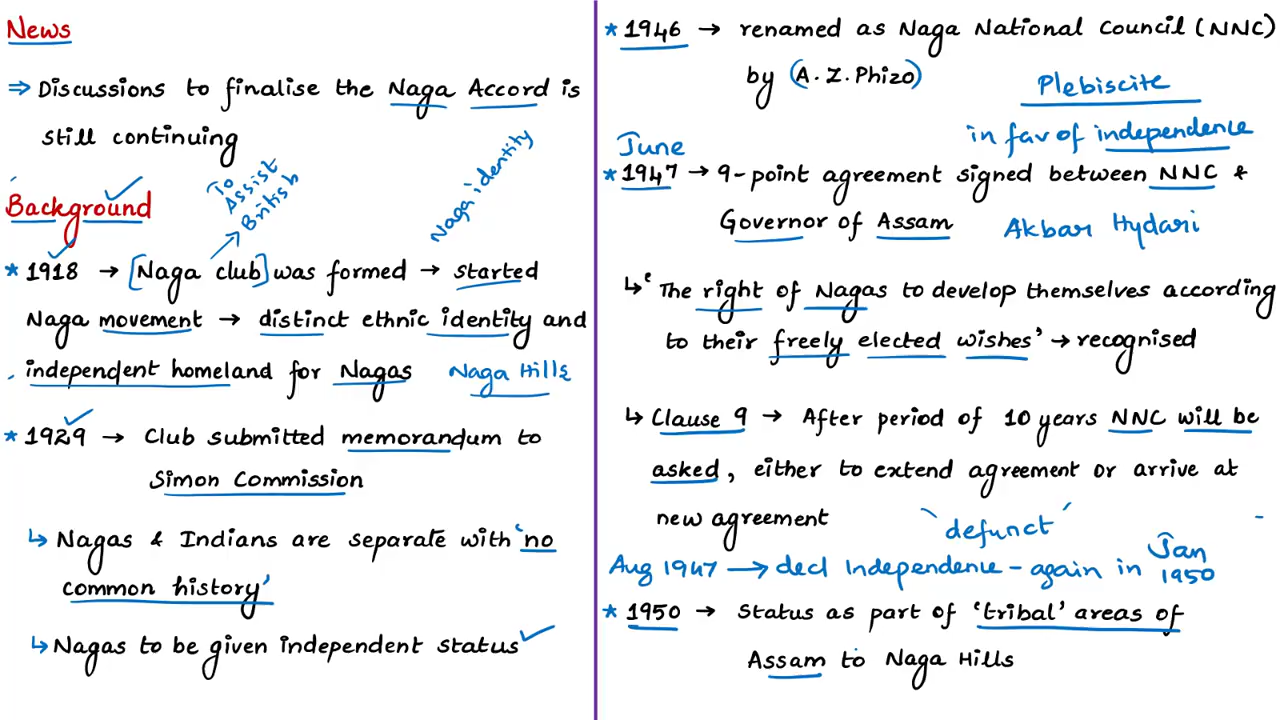 News
⇒ Discussions to finalise the Naga Accord is
still continuing
Background
To
Assist
British
Naga identity
* 1918 → [Naga club] was formed → started
Naga movement → distinct ethnic identity and
independent homeland for Nagas Naga Hills
* 1929 → Club submitted memorandum to
Simon Commission
↳ Nagas & Indians are separate with 'no
common history'
↳ Nagas to be given independent status
* 1946 → renamed as Naga National Council (NNC)
by (A. Z. Phizo)
Plebiscite
in fav of independence
June
* 1947 → 9-point agreement signed between NNC &
Governor of Assam Akbar Hydari
↳ 'The right of Nagas to develop themselves according
to their freely elected wishes' → recognised
↳ Clause 9 → After period of 10 years NNC will be
asked, either to extend agreement or arrive at
new agreement 'defunct'
Aug 1947 → decl Independence - again in Jan
1950
* 1950 → Status as part of 'tribal' areas of
Assam to Naga Hills